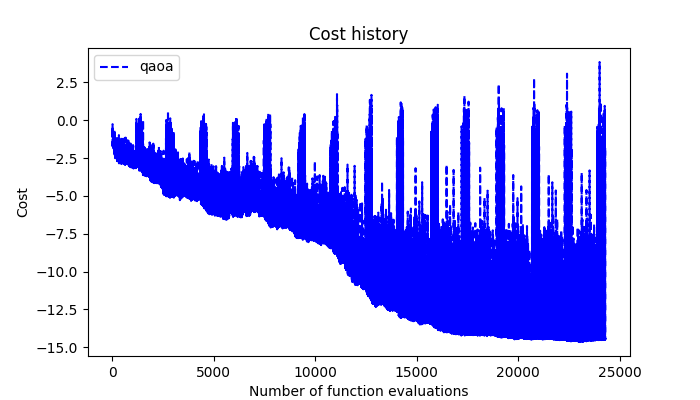 Cost history
qaoa
Cost
2.5
0.0
−2.5
−5.0
−7.5
−10.0
−12.5
−15.0
0 5000 10000 15000 20000 25000
Number of function evaluations